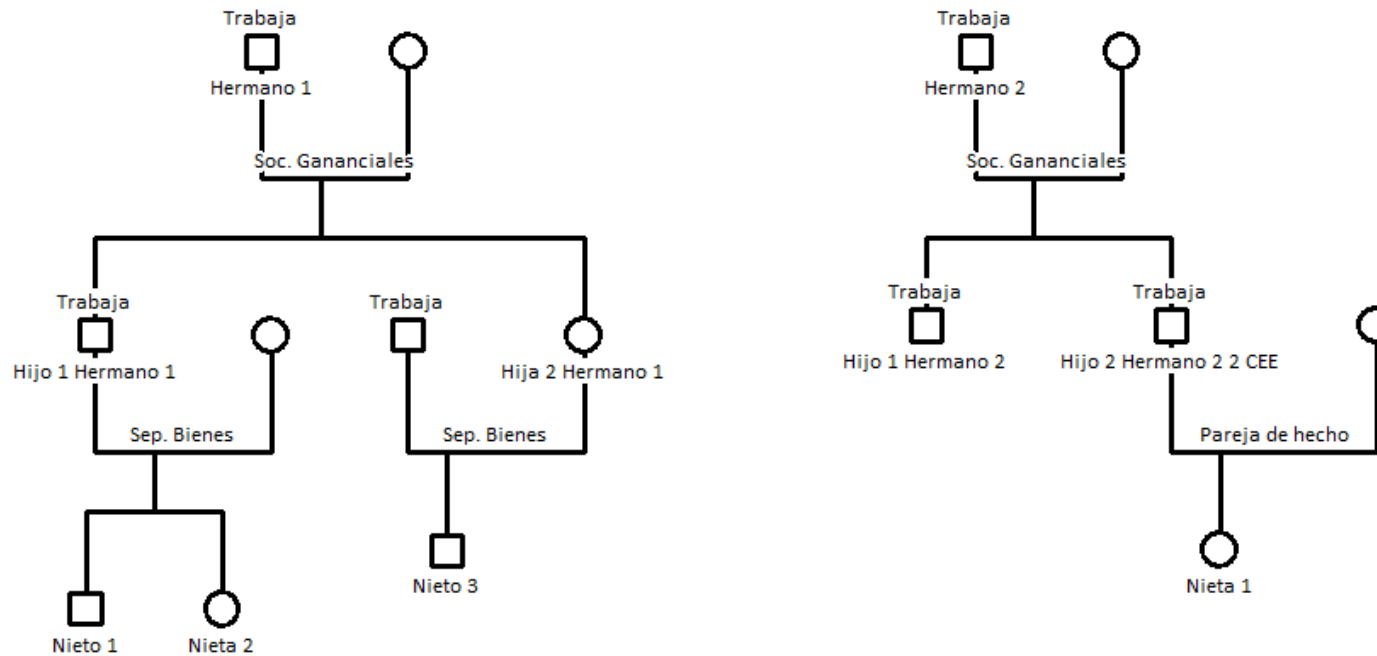 Trabaja
Hermano 1
Soc. Gananciales
Trabaja
Hijo 1 Hermano 1
Trabaja
Hija 2 Hermano 1
Sep. Bienes
Sep. Bienes
Nieto 3
Nieto 1
Nieta 2
Trabaja
Hermano 2
Soc. Gananciales
Trabaja
Hijo 1 Hermano 2
Trabaja
Hijo 2 Hermano 2 2 CEE
Pareja de hecho
Nieta 1